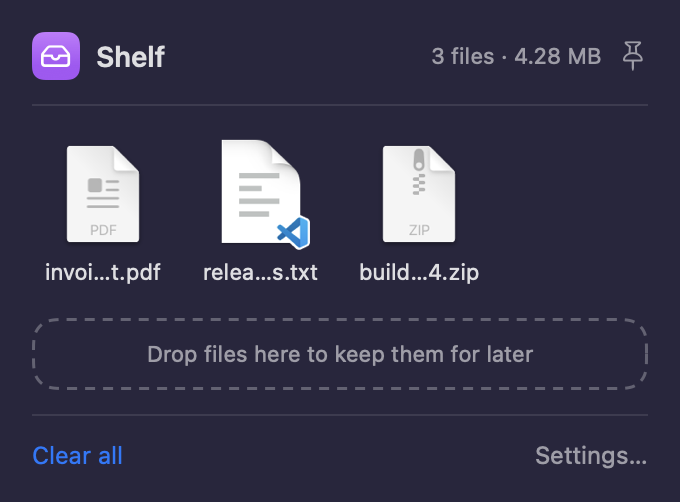 Shelf
3 files · 4.28 MB
PDF
ZIP
invoi...t.pdf
relea...s.txt
build...4.zip
Drop files here to keep them for later
Clear all
Settings...